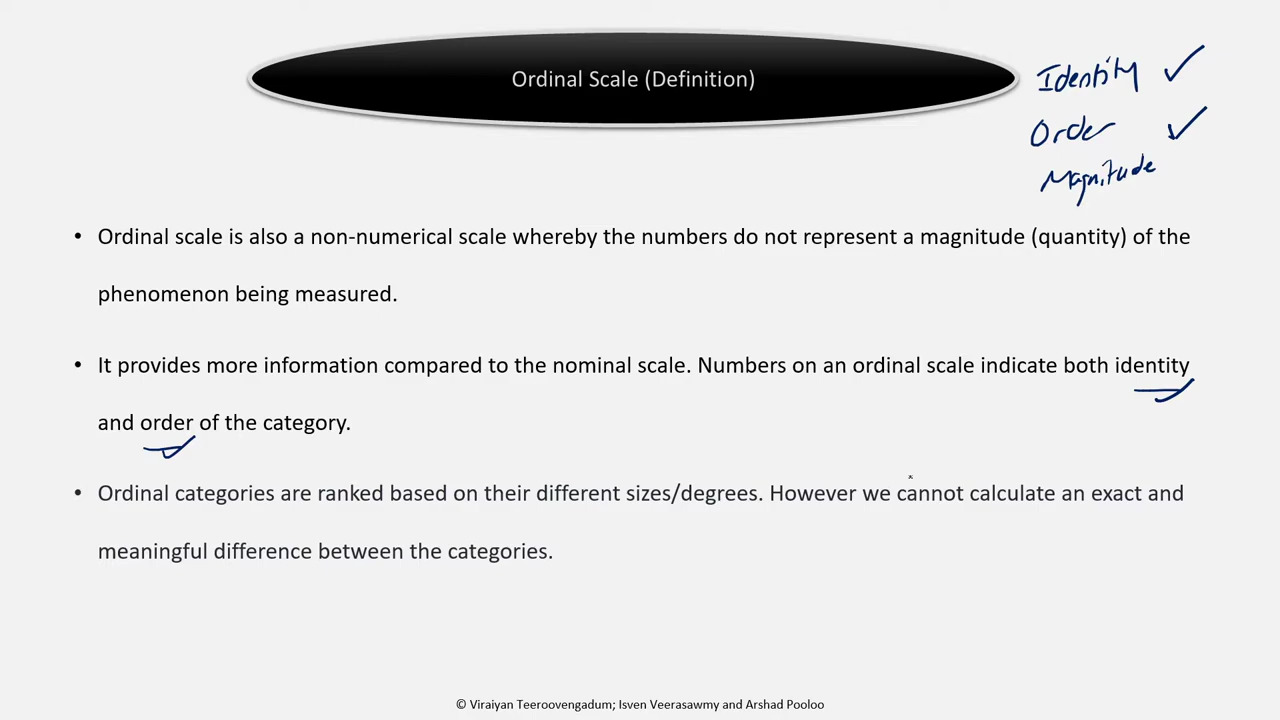 Ordinal Scale (Definition)
Identity ✓
Order ✓
Magnitude
• Ordinal scale is also a non-numerical scale whereby the numbers do not represent a magnitude (quantity) of the
phenomenon being measured.
• It provides more information compared to the nominal scale. Numbers on an ordinal scale indicate both identity
and order of the category.
• Ordinal categories are ranked based on their different sizes/degrees. However we cannot calculate an exact and
meaningful difference between the categories.
© Viraiyan Teeroovengadum; Isven Veerasawmy and Arshad Pooloo